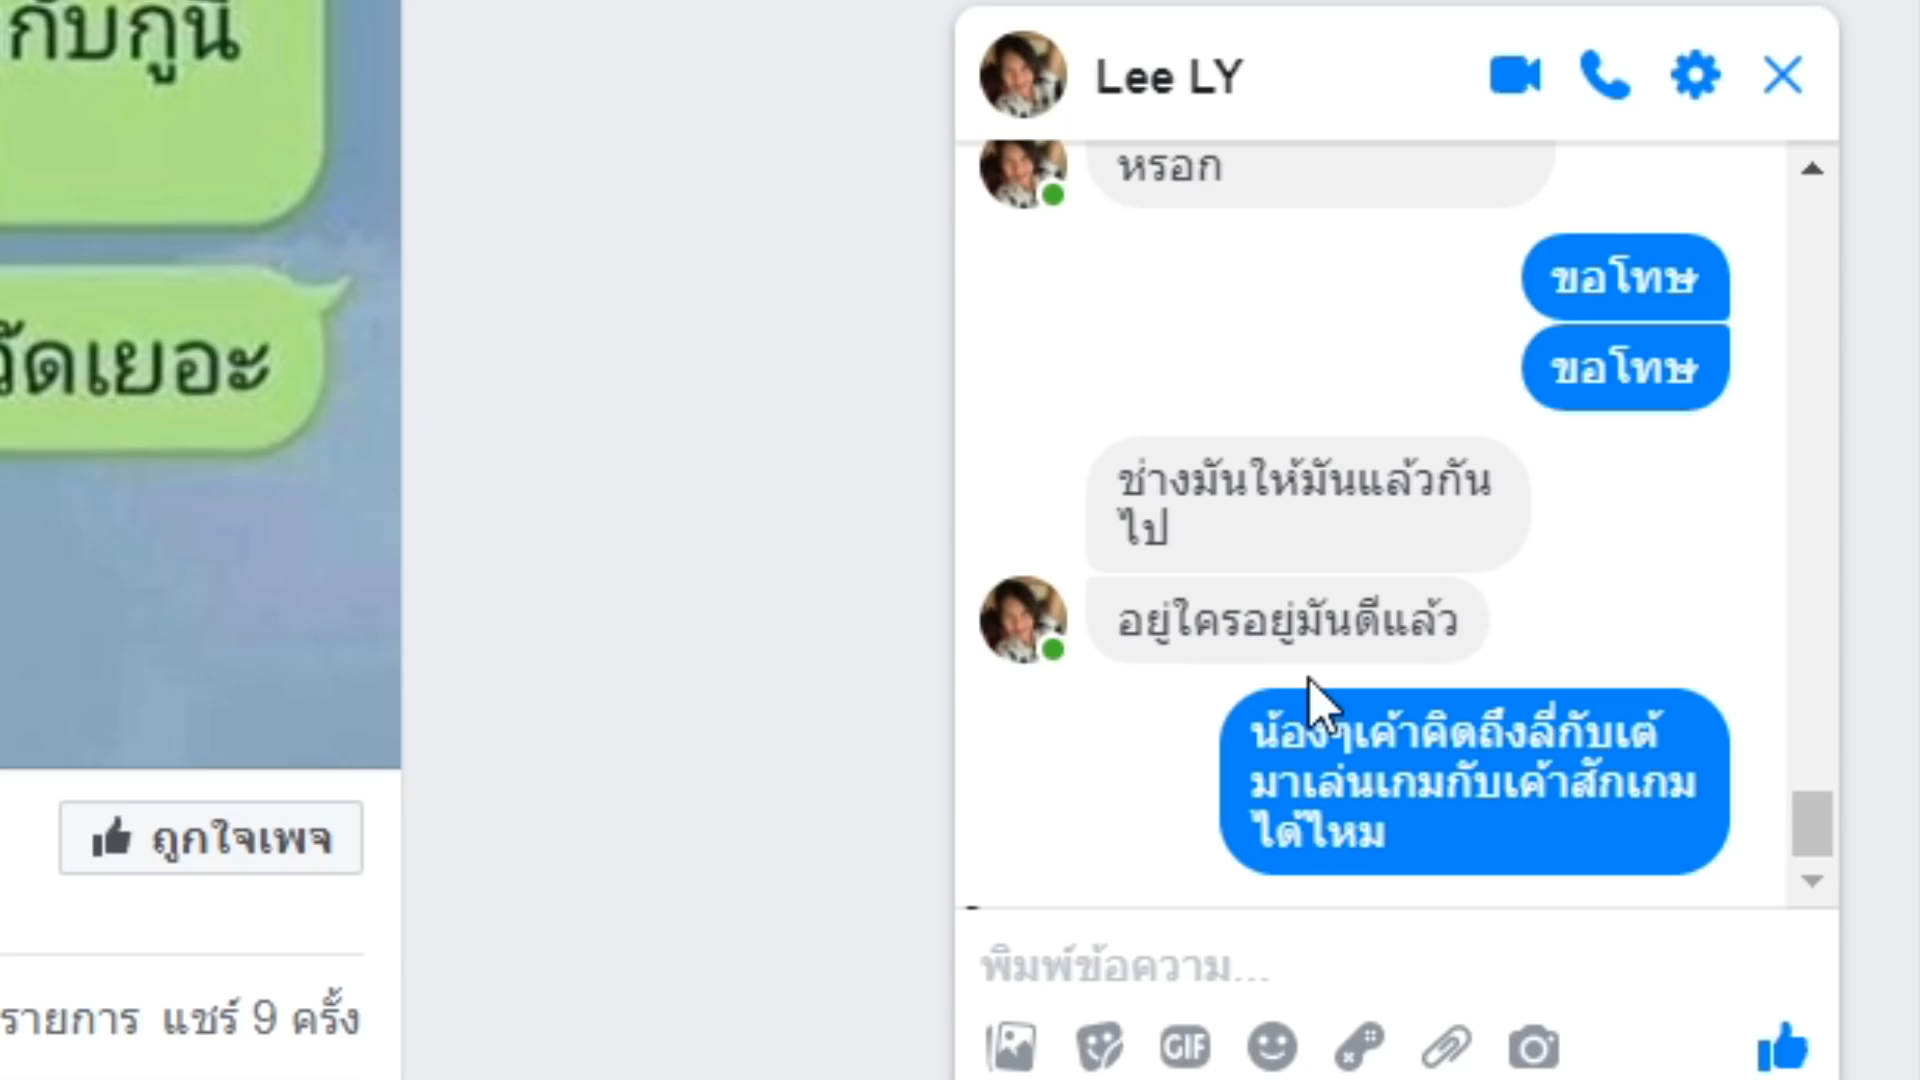 กับกูนี
วัดเยอะ
ถูกใจเพจ
รายการ แชร์ 9 ครั้ง
Lee LY
หรอก
ขอโทษ
ขอโทษ
ช่างมันให้มันแล้วกัน
ไป
อยู่ใครอยู่มันดีแล้ว
น้องๆเค้าคิดถึงลี่กับเต้
มาเล่นเกมกับเค้าสักเกม
ได้ไหม
พิมพ์ข้อความ...
GIF